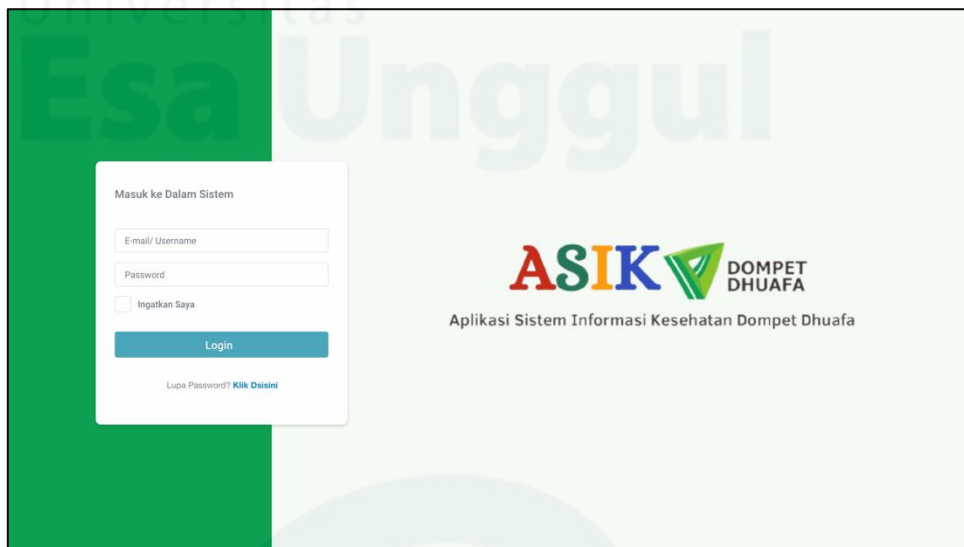 Universitas
Esa Unggul
Masuk ke Dalam Sistem
E-mail/ Username
Password
Ingatkan Saya
Login
Lupa Password? Klik Dsisini
ASIK DOMPET
DHUAFA
Aplikasi Sistem Informasi Kesehatan Dompet Dhuafa